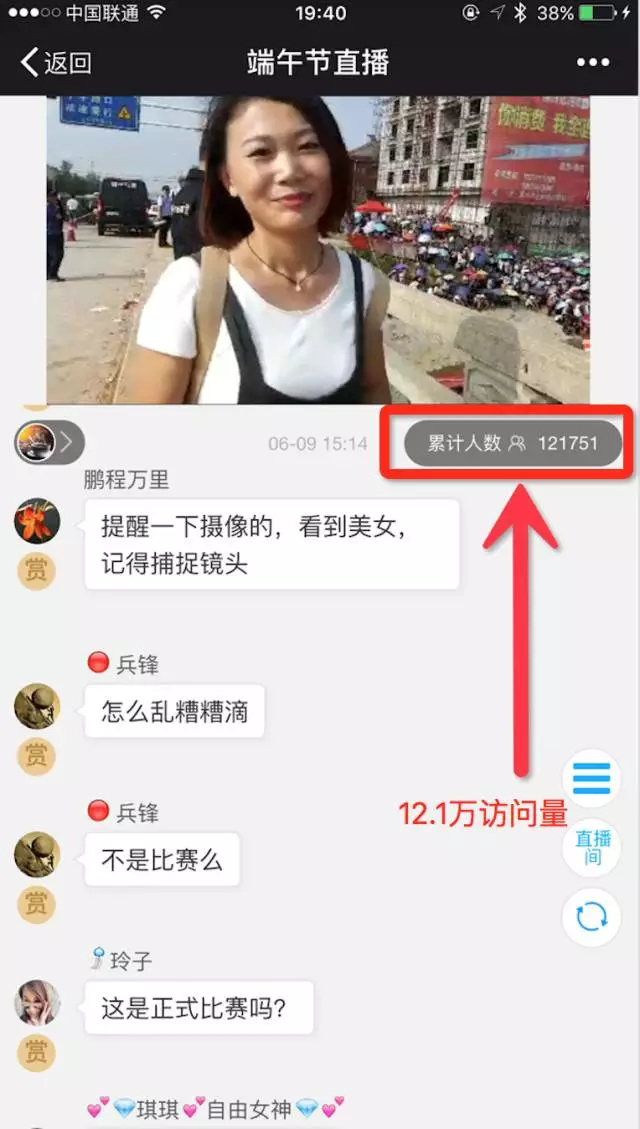 中国联通 19:40 38%
返回 端午节直播
你消费 我
06-09 15:14 累计人数 121751
鹏程万里
提醒一下摄像的，看到美女，
记得捕捉镜头
赏
兵锋
怎么乱糟糟滴
赏
12.1万访问量
兵锋
直播
间
不是比赛么
赏
玲子
这是正式比赛吗？
赏
琪琪 自由女神